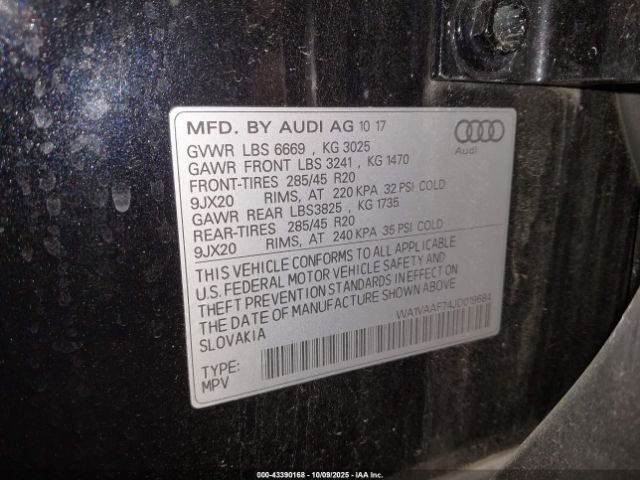 MFD. BY AUDI AG 10 17
GVWR LBS 6669 , KG 3025
GAWR FRONT LBS 3241 , KG 1470
FRONT-TIRES 285/45 R20
9JX20 RIMS, AT 220 KPA 32 PSI COLD
GAWR REAR LBS3825 , KG 1735
REAR-TIRES 285/45 R20
9JX20 RIMS, AT 240 KPA 35 PSI COLD
THIS VEHICLE CONFORMS TO ALL APPLICABLE
U.S. FEDERAL MOTOR VEHICLE SAFETY AND
THEFT PREVENTION STANDARDS IN EFFECT ON
THE DATE OF MANUFACTURE SHOWN ABOVE.
SLOVAKIA
WA1VAAF74JD019684
TYPE:
MPV
000-43390168 - 10/09/2025 - IAA Inc.